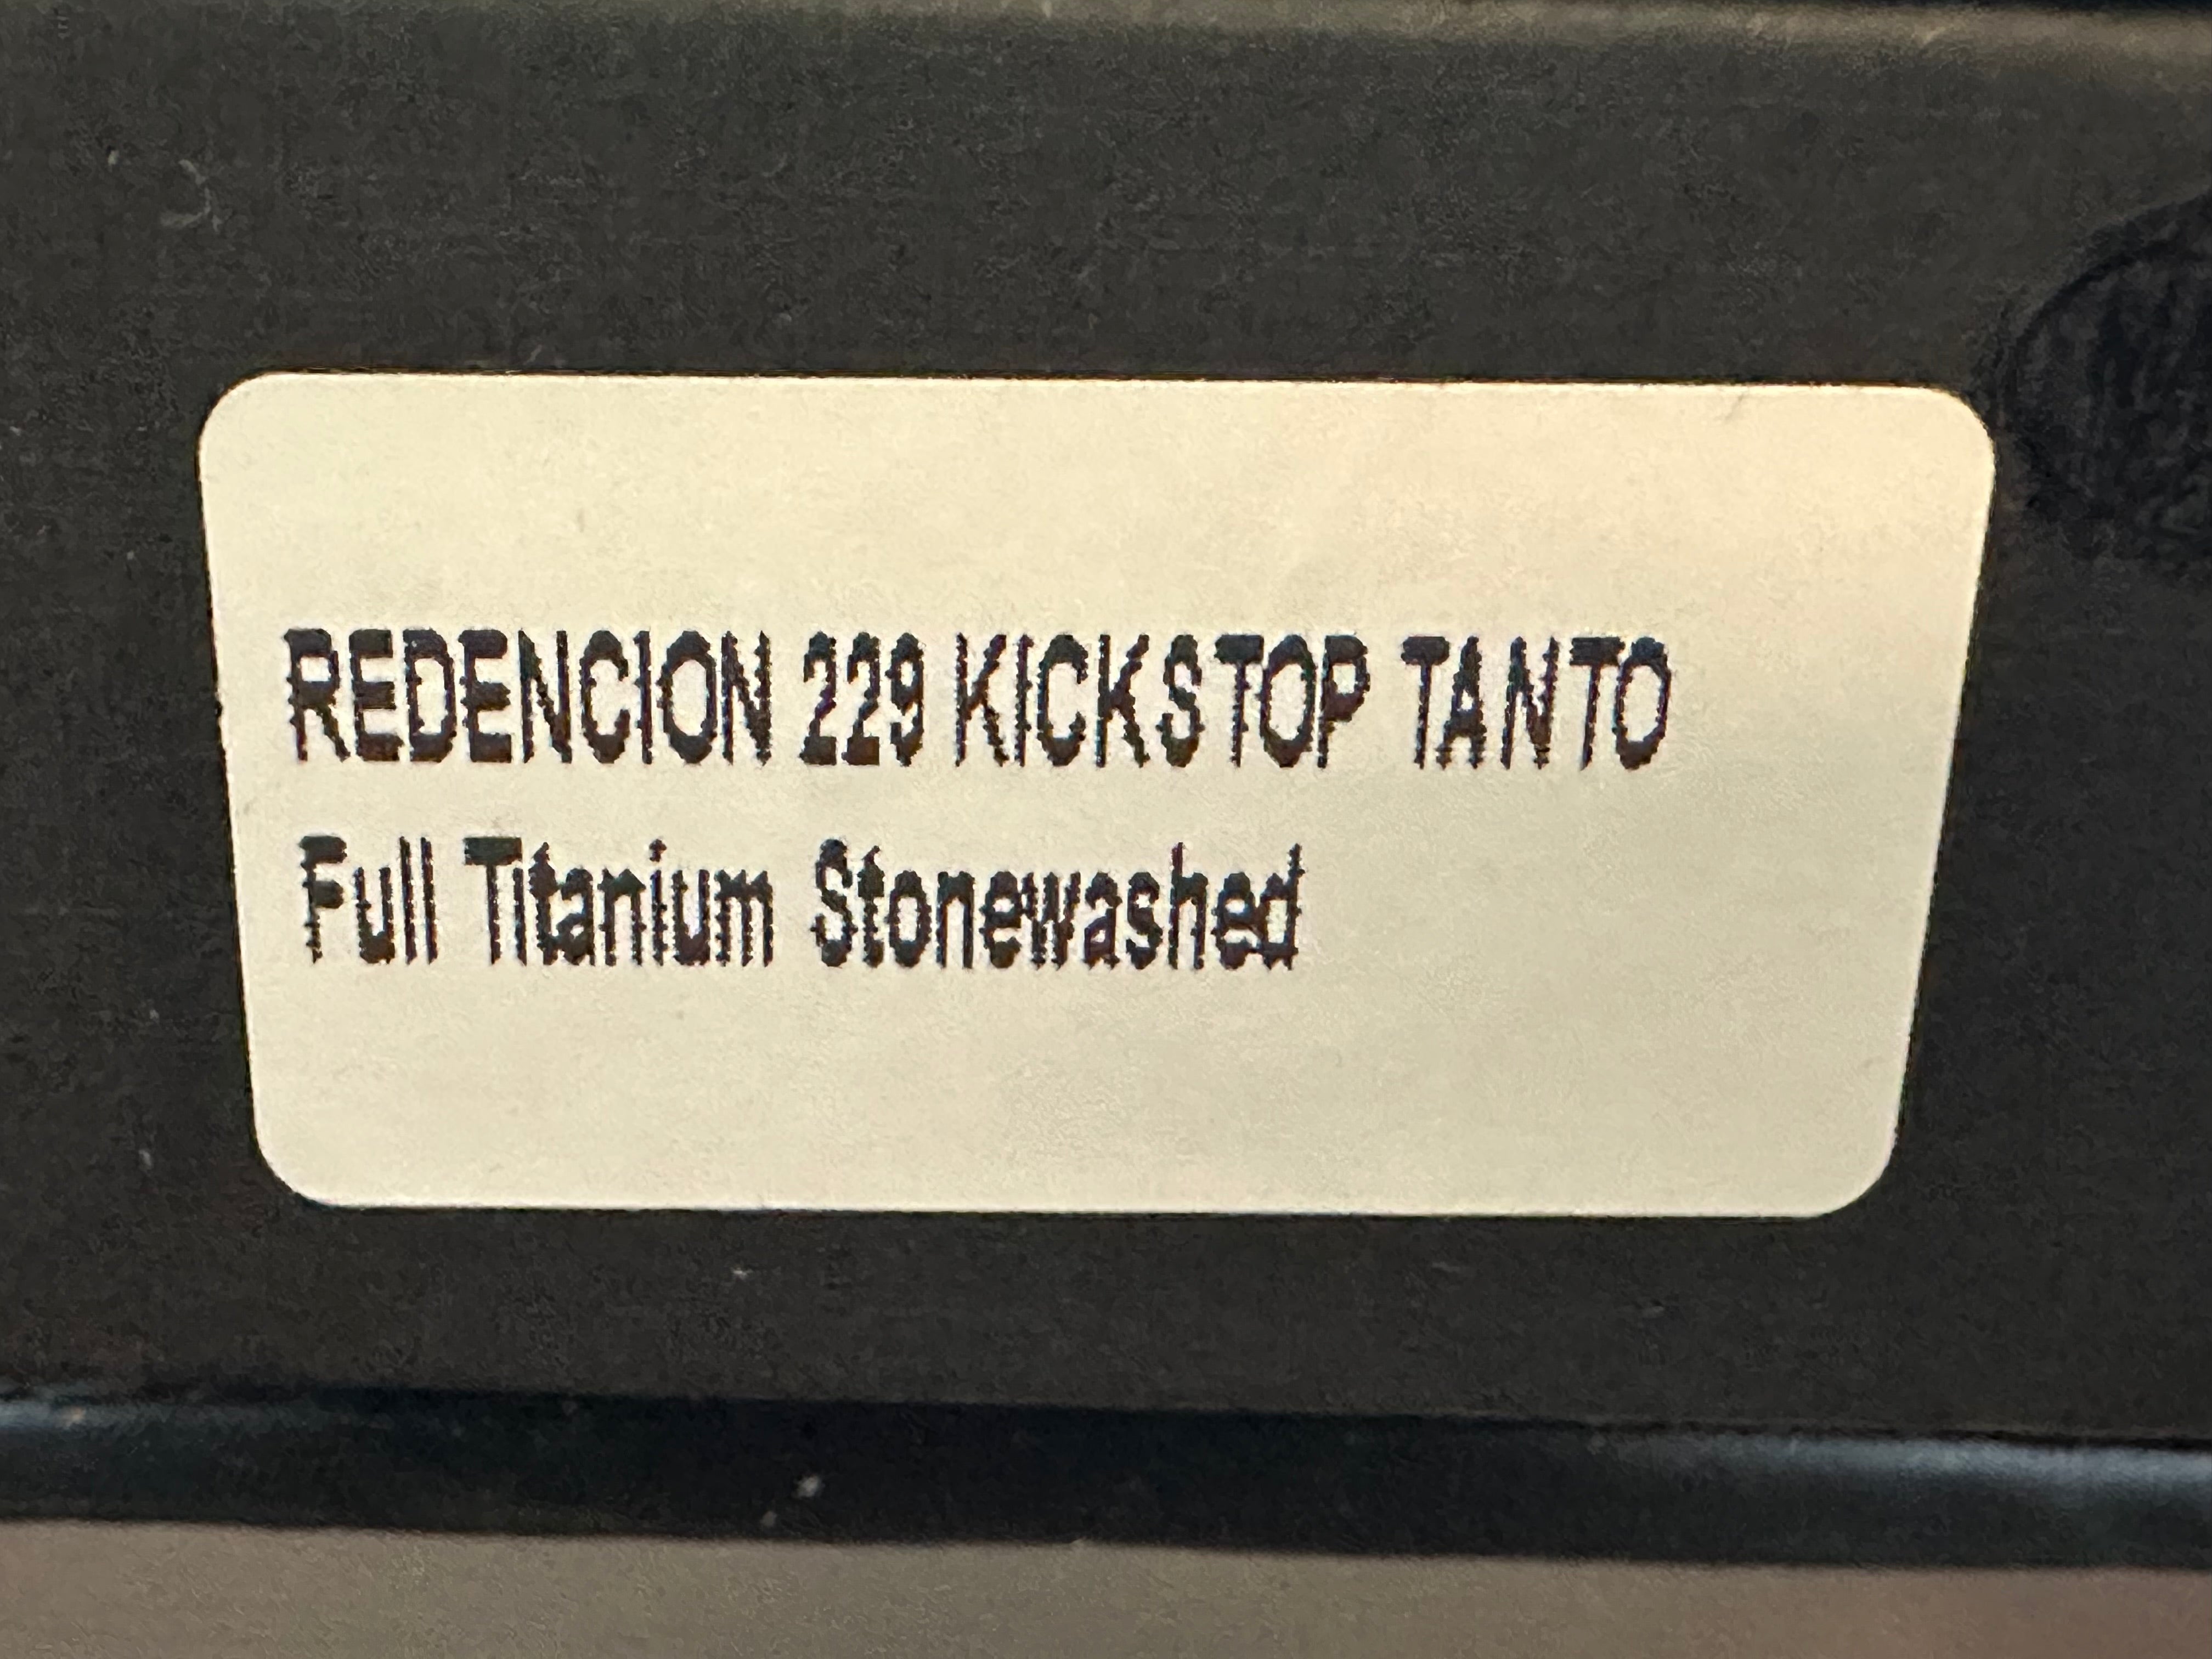 REDENCION 229 KICKSTOP TANTO
Full Titanium Stonewashed